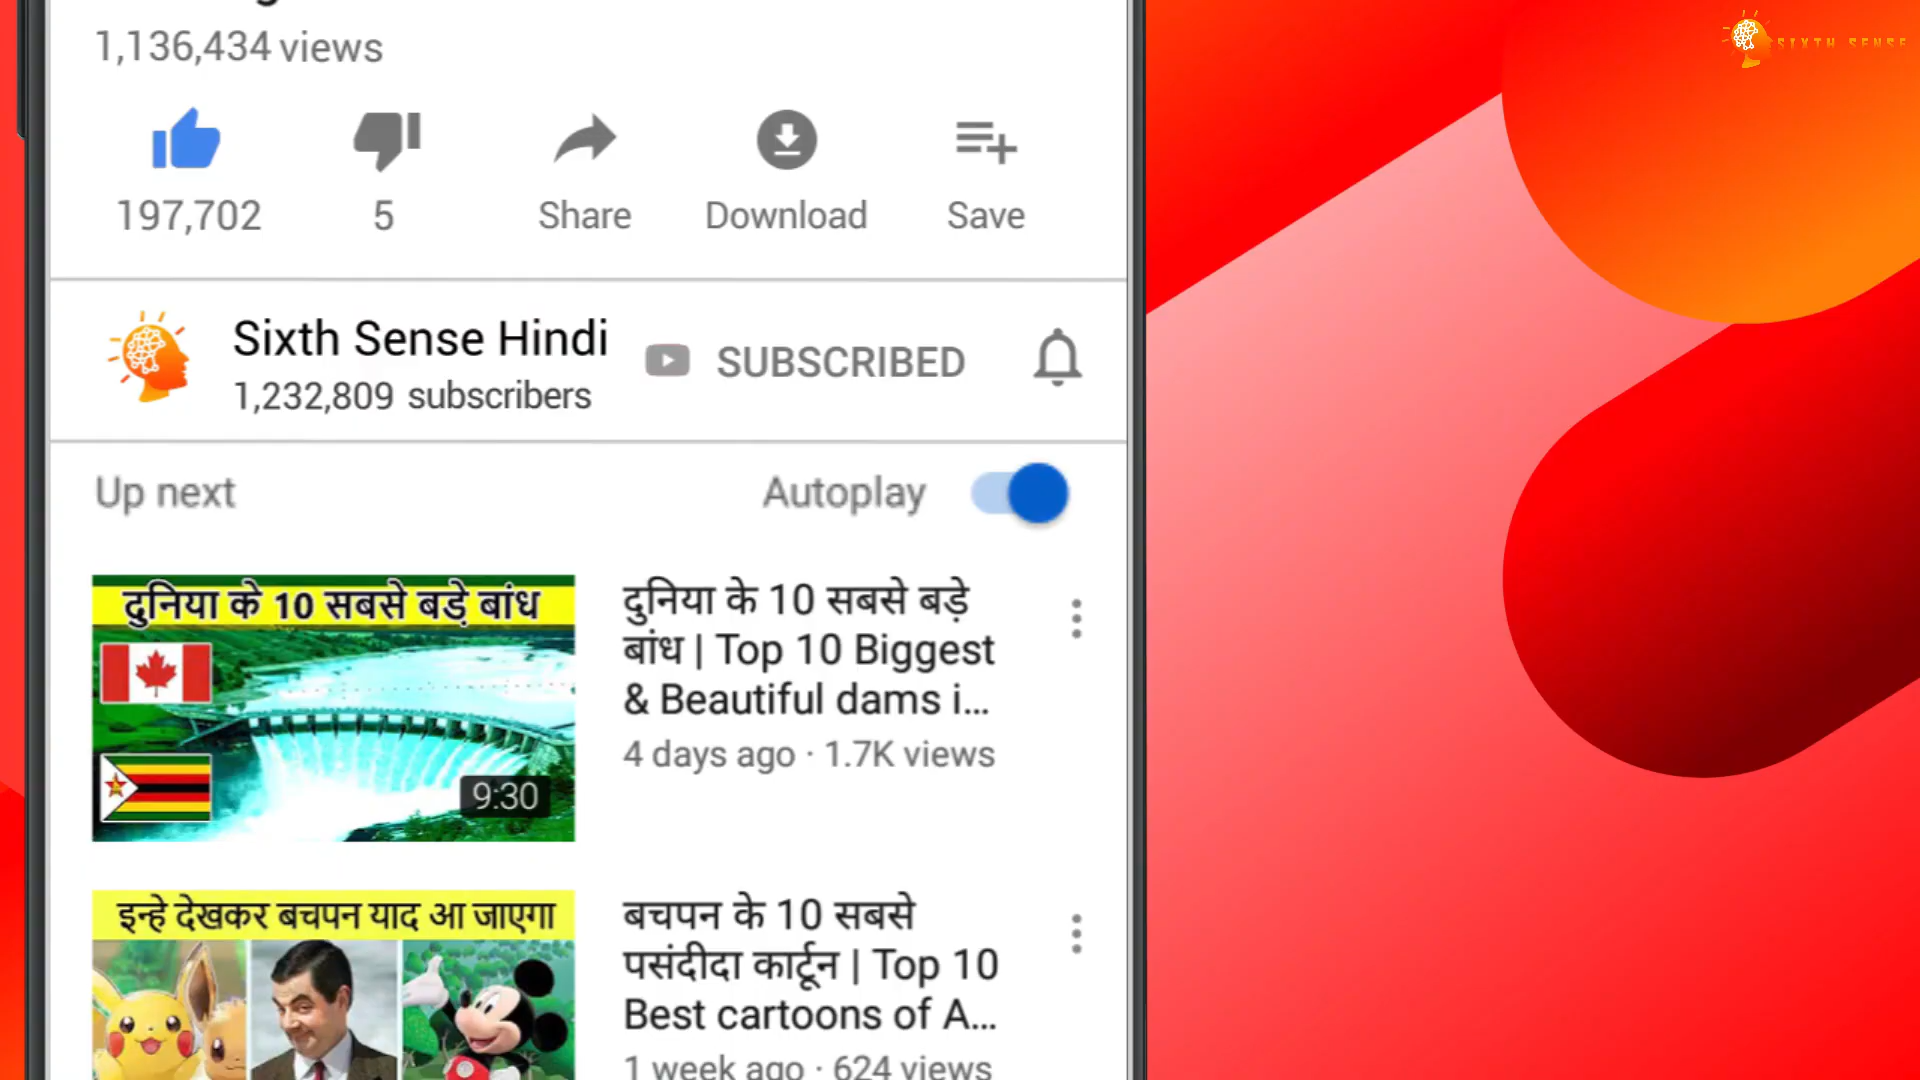 1,136,434 views
197,702
5
Share
Download
Save
SIXTH SENSE
Sixth Sense Hindi
1,232,809 subscribers
SUBSCRIBED
Up next
Autoplay
दुनिया के 10 सबसे बड़े बांध
9:30
दुनिया के 10 सबसे बड़े
बांध | Top 10 Biggest
& Beautiful dams i...
4 days ago · 1.7K views
इन्हे देखकर बचपन याद आ जाएगा
बचपन के 10 सबसे
पसंदीदा कार्टून | Top 10
Best cartoons of A...
1 week ago · 624 views